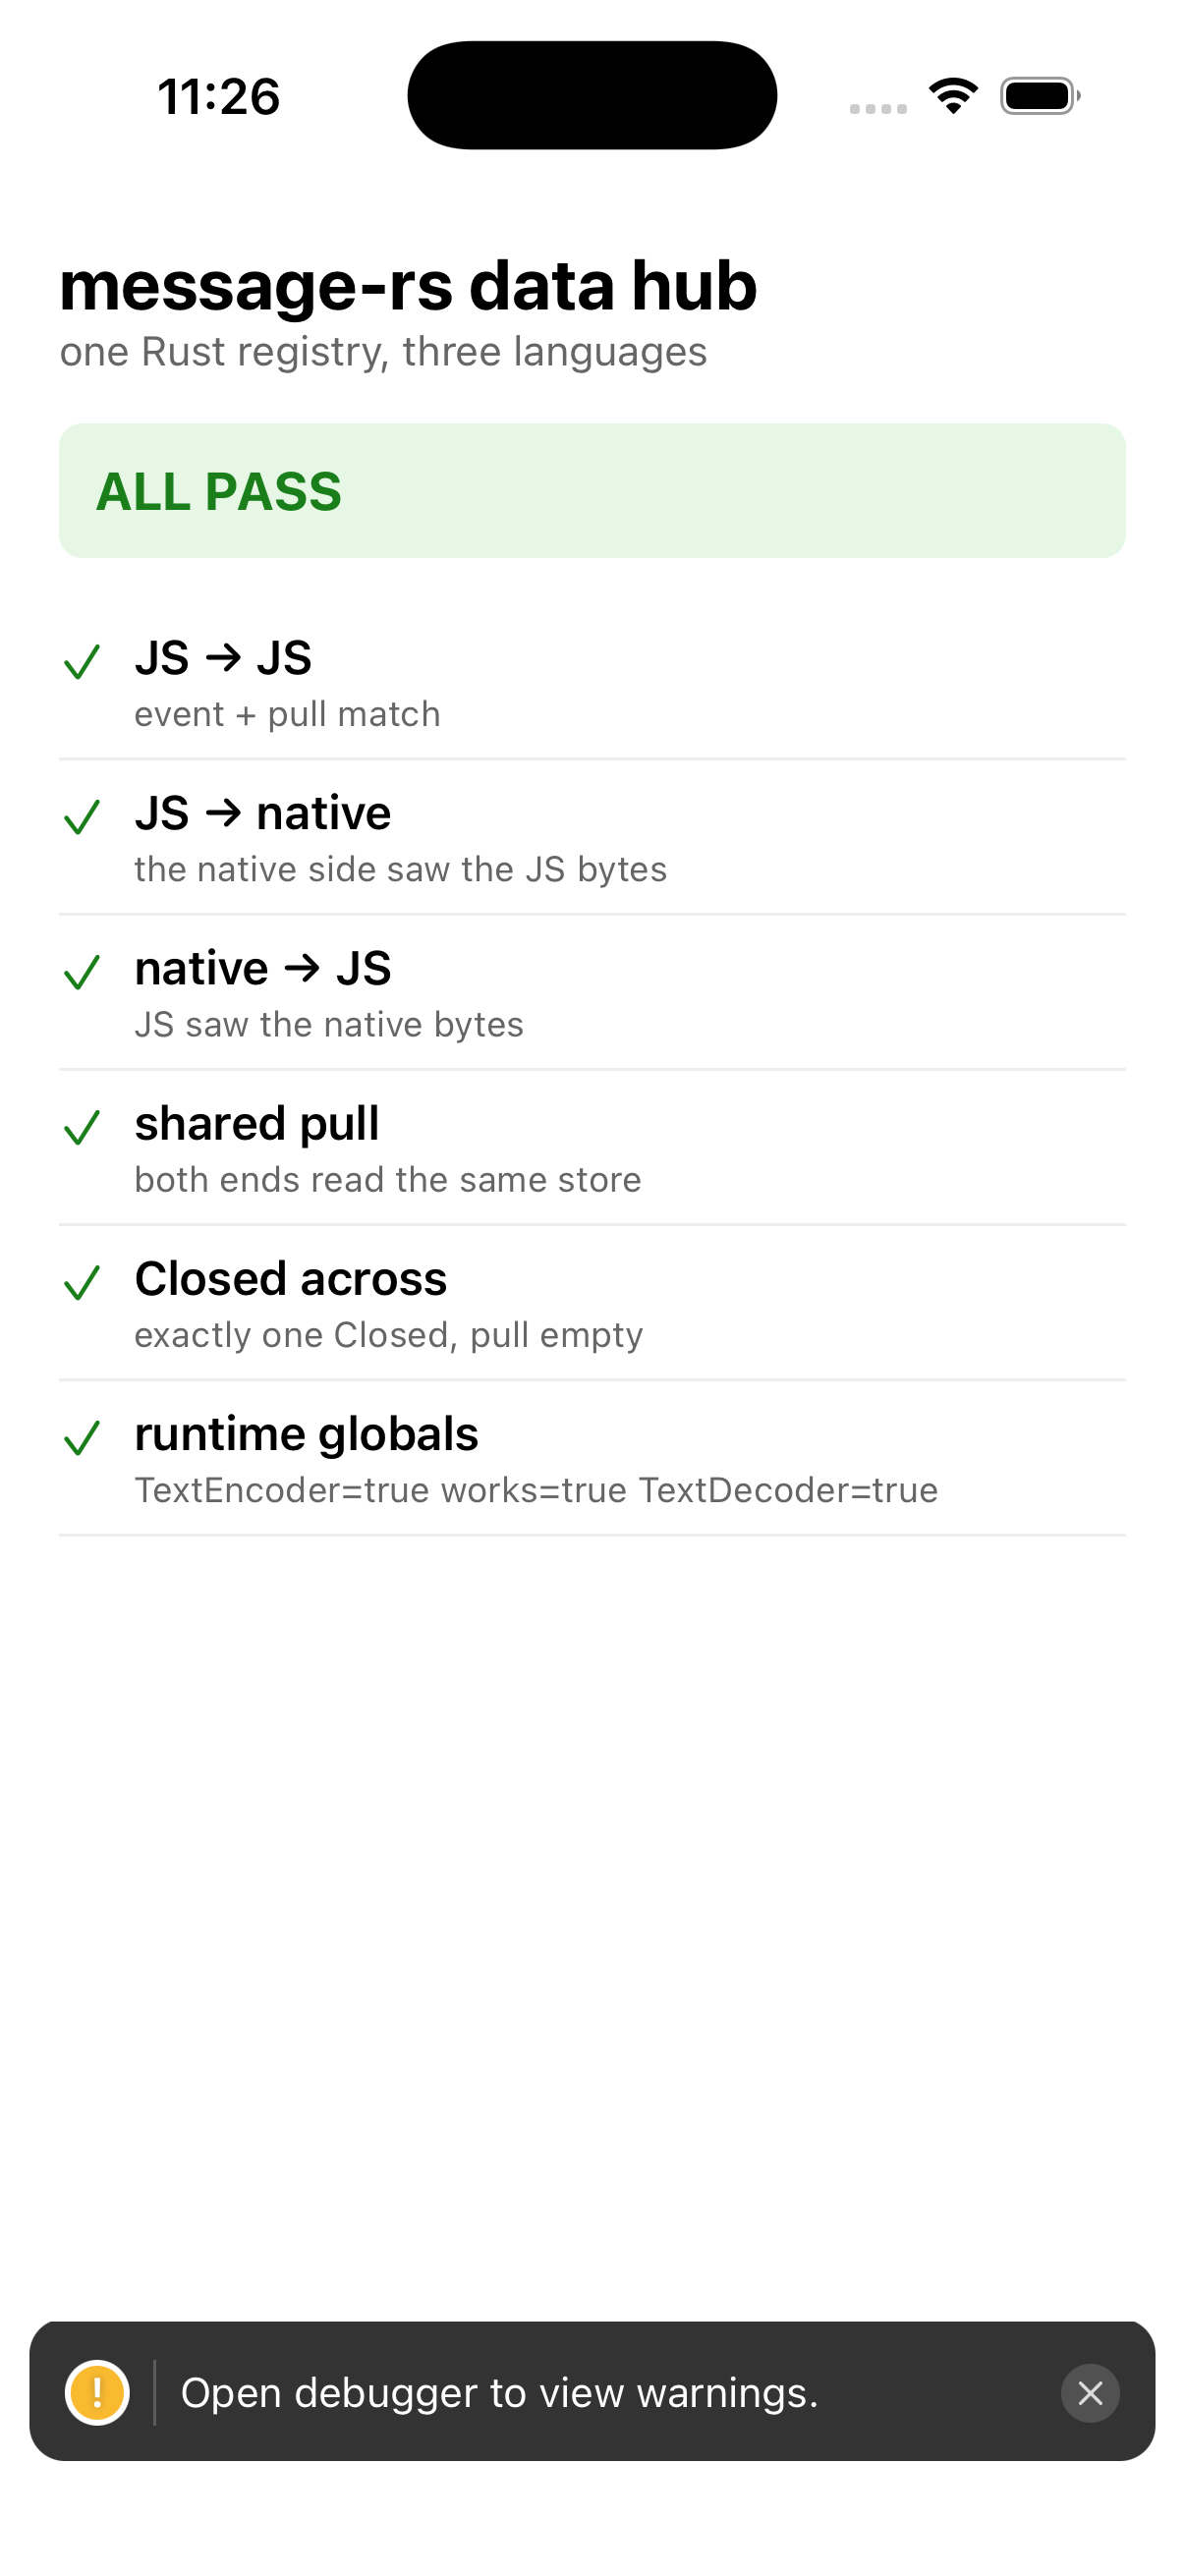 11:26
message-rs data hub
one Rust registry, three languages
ALL PASS
✓ JS → JS
event + pull match
✓ JS → native
the native side saw the JS bytes
✓ native → JS
JS saw the native bytes
✓ shared pull
both ends read the same store
✓ Closed across
exactly one Closed, pull empty
✓ runtime globals
TextEncoder=true works=true TextDecoder=true
! Open debugger to view warnings.